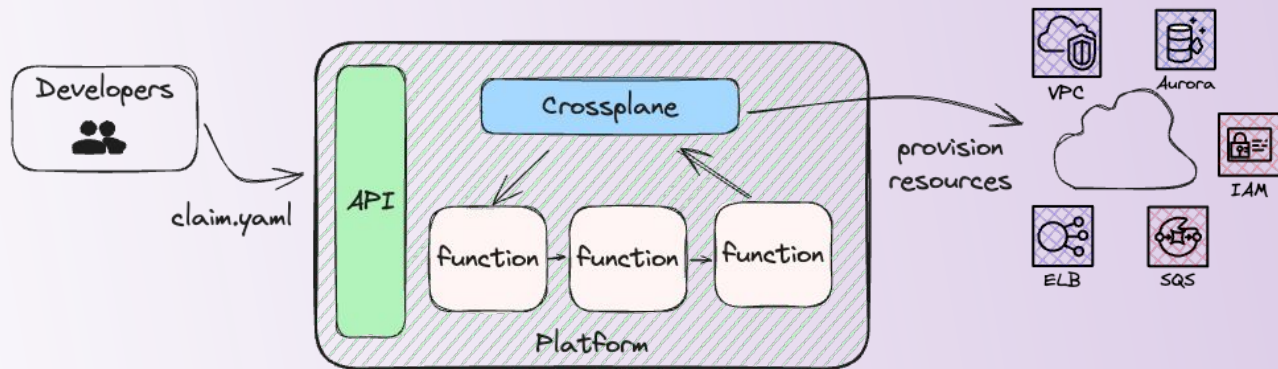 Developers
claim.yaml
API
Crossplane
function
function
function
Platform
provision
resources
VPC
Aurora
IAM
ELB
SQS